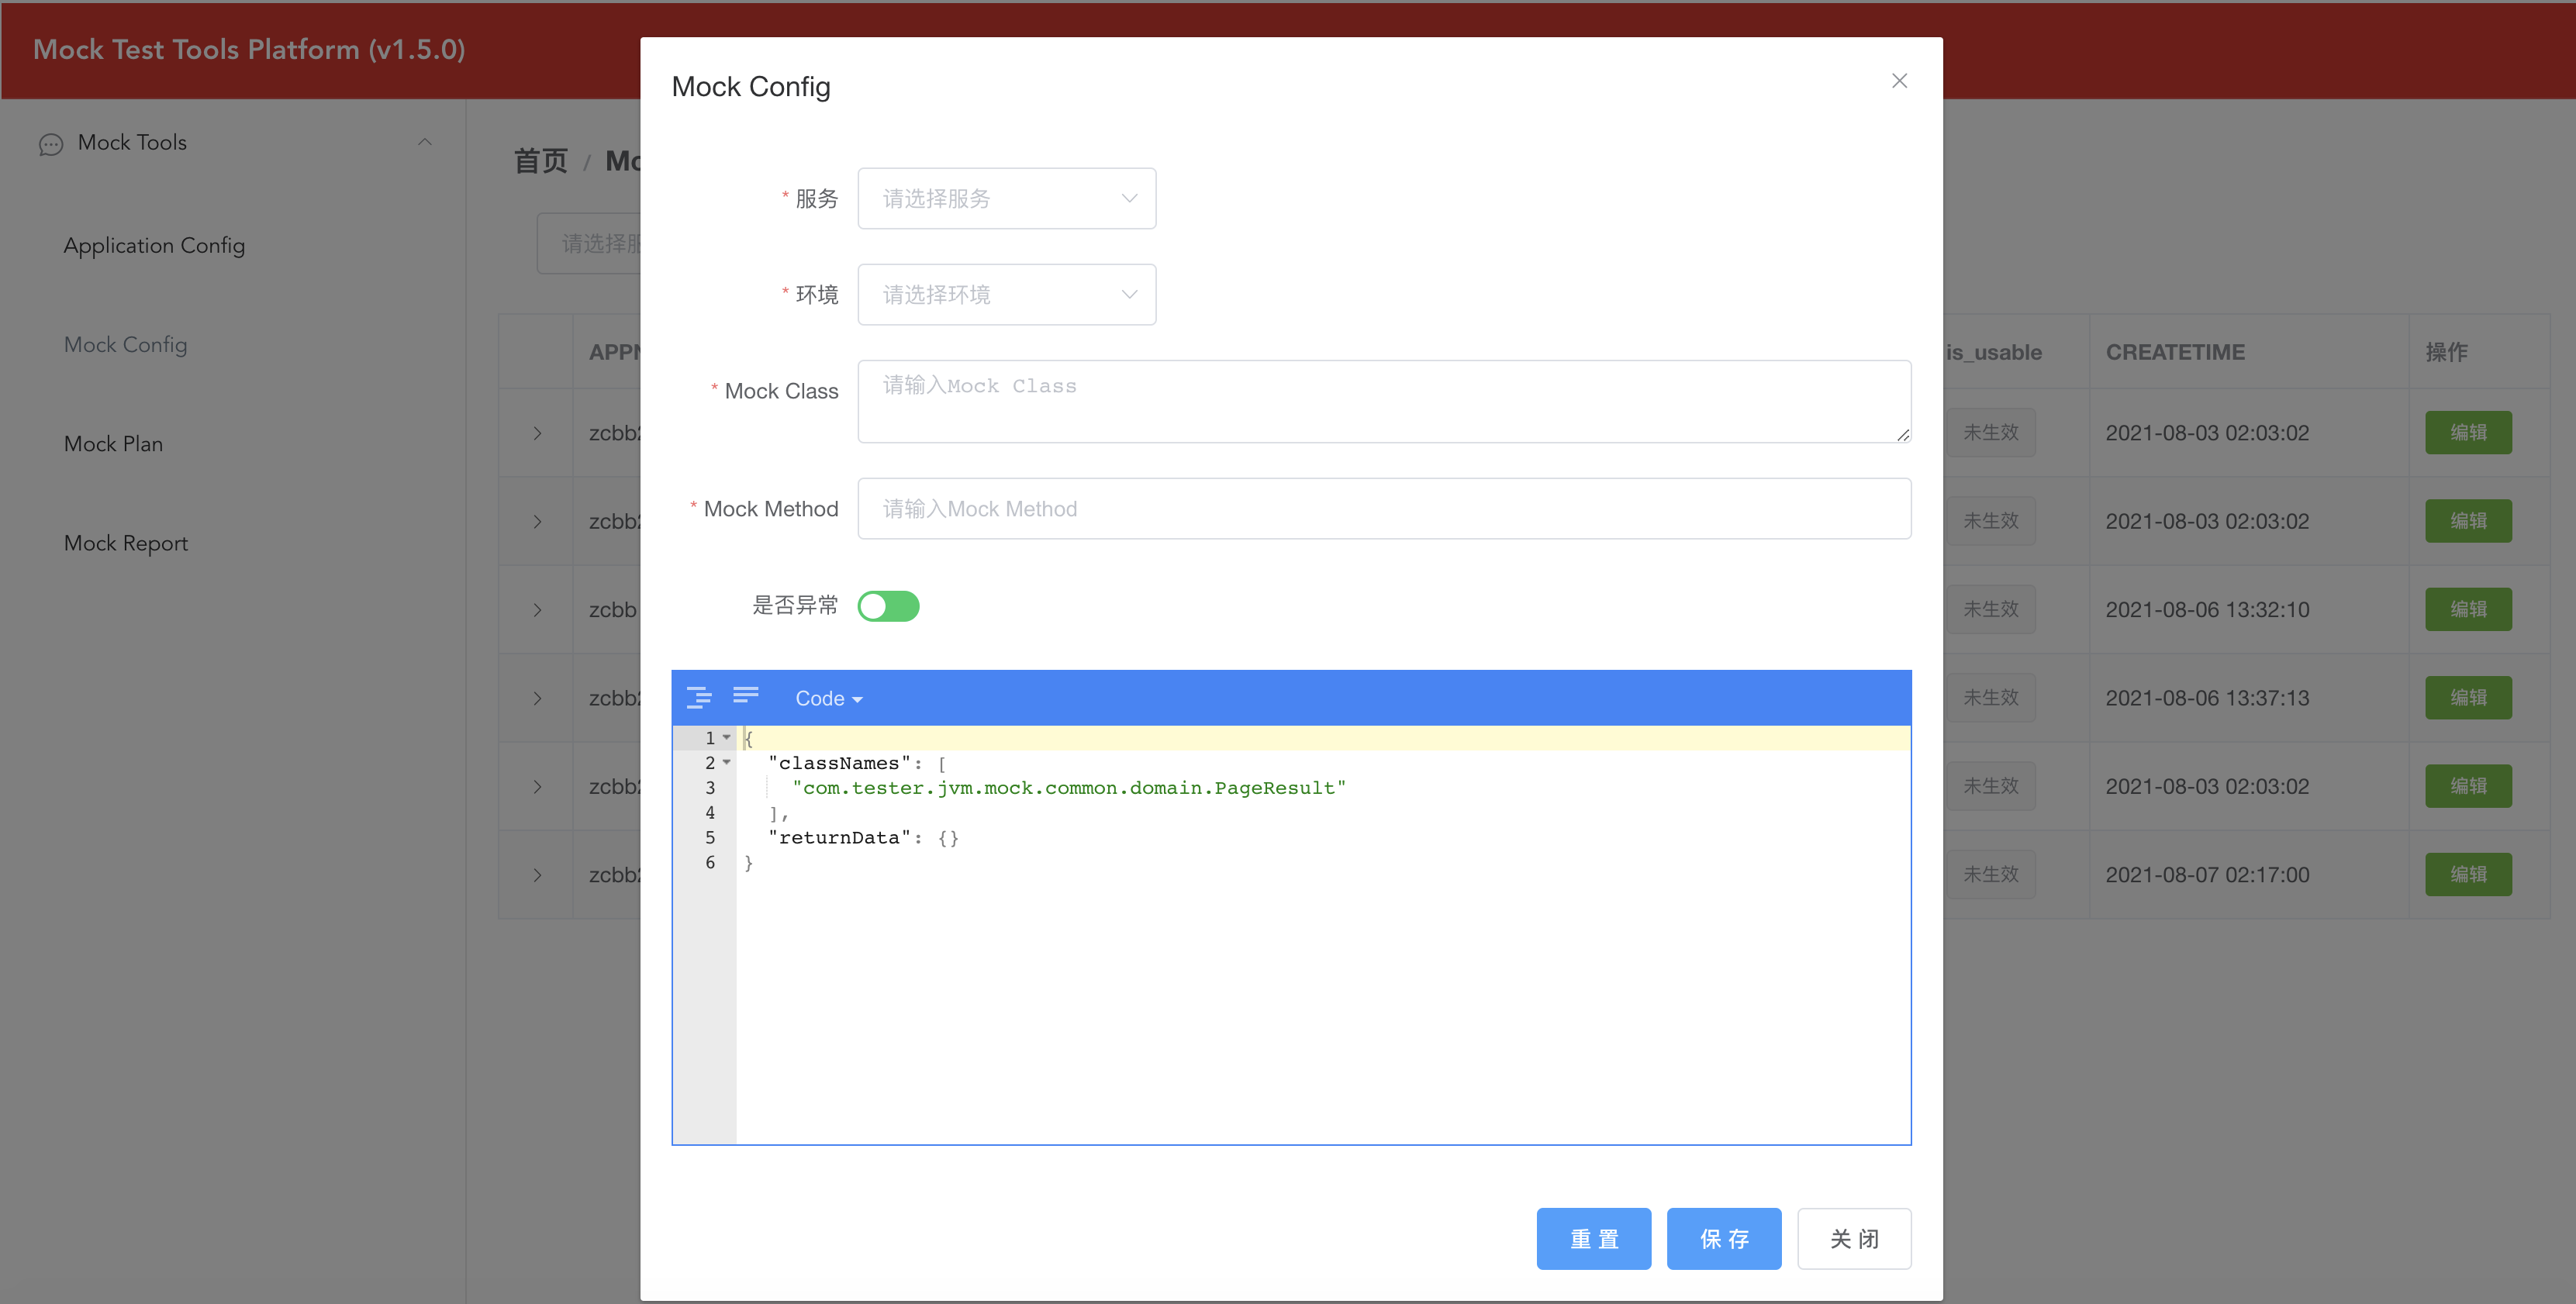 Mock Test Tools Platform (v1.5.0)
Mock Tools
Application Config
Mock Config
Mock Plan
Mock Report
首页 / Mo
请选择服
APPN
zcbb2
zcbb2
zcbb
zcbb2
zcbb2
zcbb2
Mock Config
* 服务 请选择服务
* 环境 请选择环境
* Mock Class 请输入Mock Class
* Mock Method 请输入Mock Method
是否异常
Code
1 {
2 "classNames": [
3 "com.tester.jvm.mock.common.domain.PageResult"
4 ],
5 "returnData": {}
6 }
重置 保存 关闭
is_usable CREATETIME 操作
未生效 2021-08-03 02:03:02 编辑
未生效 2021-08-03 02:03:02 编辑
未生效 2021-08-06 13:32:10 编辑
未生效 2021-08-06 13:37:13 编辑
未生效 2021-08-03 02:03:02 编辑
未生效 2021-08-07 02:17:00 编辑